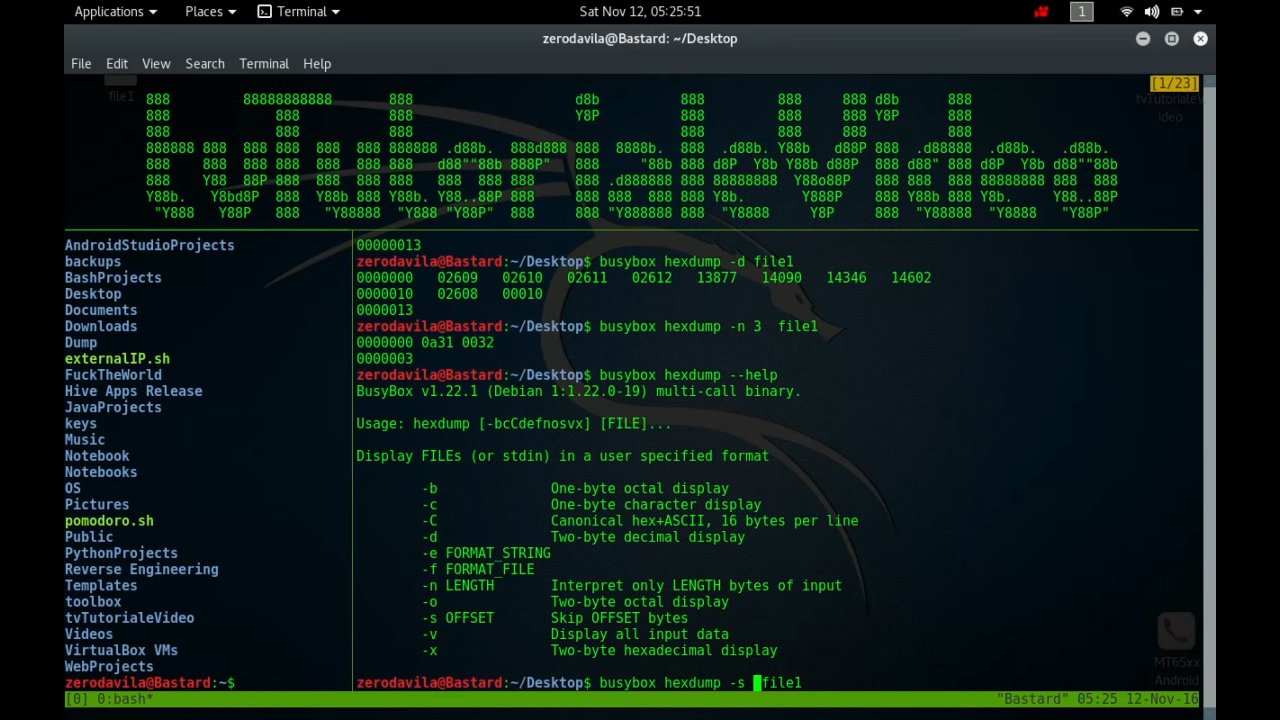 Applications Places Terminal Sat Nov 12, 05:25:51 1
zerodavila@Bastard: ~/Desktop
File Edit View Search Terminal Help
[1/23]
file1
tvTutorialeV
ideo
tvTutorialeVideo
00000013
AndroidStudioProjects
backups
BashProjects
Desktop
Documents
Downloads
Dump
externalIP.sh
FuckTheWorld
Hive Apps Release
JavaProjects
keys
Music
Notebook
Notebooks
OS
Pictures
pomodoro.sh
Public
PythonProjects
Reverse Engineering
Templates
toolbox
tvTutorialeVideo
Videos
VirtualBox VMs
WebProjects
zerodavila@Bastard:~$
zerodavila@Bastard:~/Desktop$ busybox hexdump -d file1
0000000 02609 02610 02611 02612 13877 14090 14346 14602
0000010 02608 00010
0000013
zerodavila@Bastard:~/Desktop$ busybox hexdump -n 3 file1
0000000 0a31 0032
0000003
zerodavila@Bastard:~/Desktop$ busybox hexdump --help
BusyBox v1.22.1 (Debian 1:1.22.0-19) multi-call binary.
Usage: hexdump [-bcCdefnosvx] [FILE]...
Display FILEs (or stdin) in a user specified format
-b One-byte octal display
-c One-byte character display
-C Canonical hex+ASCII, 16 bytes per line
-d Two-byte decimal display
-e FORMAT_STRING
-f FORMAT_FILE
-n LENGTH Interpret only LENGTH bytes of input
-o Two-byte octal display
-s OFFSET Skip OFFSET bytes
-v Display all input data
-x Two-byte hexadecimal display
zerodavila@Bastard:~/Desktop$ busybox hexdump -s file1
MT65xx
Android
[0] 0:bash* "Bastard" 05:25 12-Nov-16